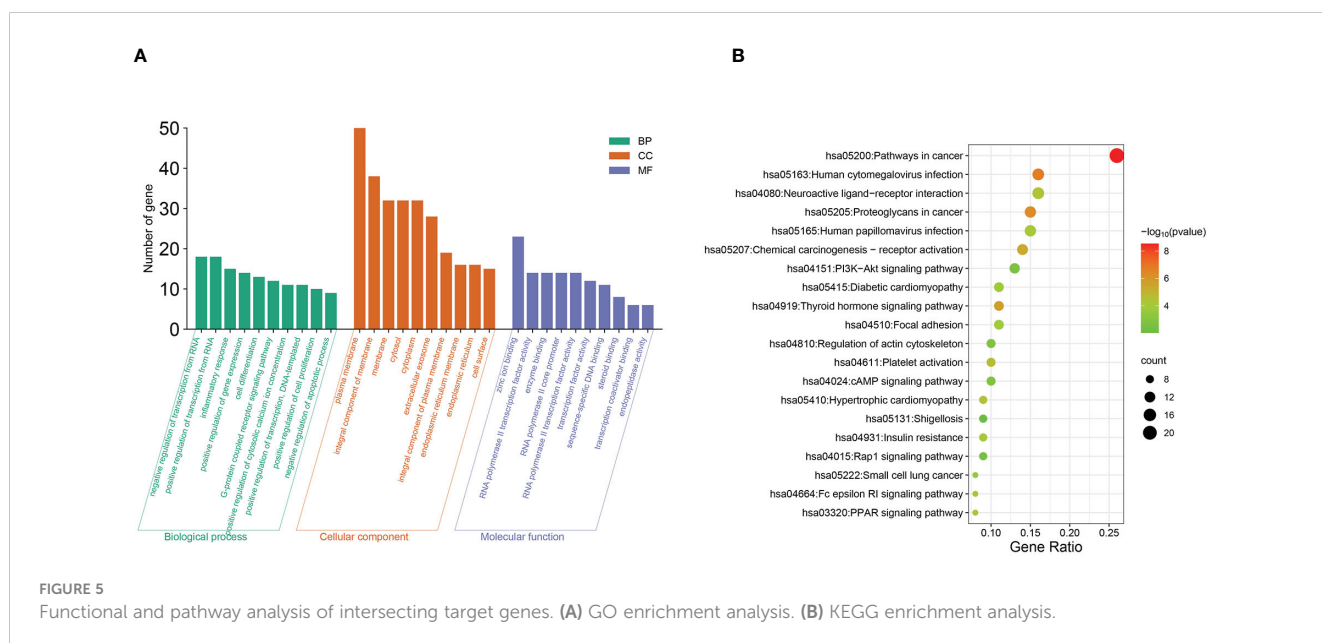 A
B
50
40
30
20
10
0
Number of gene
BP
CC
MF
negative regulation of transcription from RNA
positive regulation of transcription from RNA
inflammatory response
positive regulation of gene expression
cell differentiation
G-protein coupled receptor signaling pathway
positive regulation of cytosolic calcium ion concentration
positive regulation of transcription, DNA-templated
positive regulation of cell proliferation
negative regulation of apoptotic process
plasma membrane
integral component of membrane
membrane
cytosol
cytoplasm
extracellular exosome
integral component of plasma membrane
endoplasmic reticulum membrane
endoplasmic reticulum
cell surface
zinc ion binding
RNA polymerase II transcription factor activity
enzyme binding
RNA polymerase II core promoter
RNA polymerase II transcription factor activity
transcription factor activity
sequence-specific DNA binding
steroid binding
transcription coactivator binding
endopeptidase activity
Biological process
Cellular component
Molecular function
hsa05200:Pathways in cancer
hsa05163:Human cytomegalovirus infection
hsa04080:Neuroactive ligand−receptor interaction
hsa05205:Proteoglycans in cancer
hsa05165:Human papillomavirus infection
hsa05207:Chemical carcinogenesis − receptor activation
hsa04151:PI3K−Akt signaling pathway
hsa05415:Diabetic cardiomyopathy
hsa04919:Thyroid hormone signaling pathway
hsa04510:Focal adhesion
hsa04810:Regulation of actin cytoskeleton
hsa04611:Platelet activation
hsa04024:cAMP signaling pathway
hsa05410:Hypertrophic cardiomyopathy
hsa05131:Shigellosis
hsa04931:Insulin resistance
hsa04015:Rap1 signaling pathway
hsa05222:Small cell lung cancer
hsa04664:Fc epsilon RI signaling pathway
hsa03320:PPAR signaling pathway
0.10 0.15 0.20 0.25
Gene Ratio
−log10(pvalue)
8
6
4
count
8
12
16
20
FIGURE 5
Functional and pathway analysis of intersecting target genes. (A) GO enrichment analysis. (B) KEGG enrichment analysis.